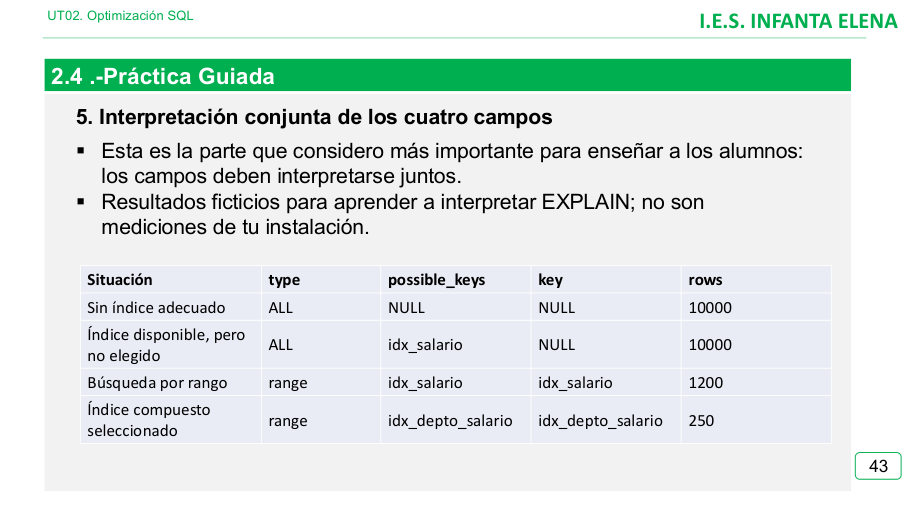 UT02. Optimización SQL
I.E.S. INFANTA ELENA
2.4 .-Práctica Guiada
5. Interpretación conjunta de los cuatro campos
▪ Esta es la parte que considero más importante para enseñar a los alumnos:
los campos deben interpretarse juntos.
▪ Resultados ficticios para aprender a interpretar EXPLAIN; no son
mediciones de tu instalación.
Situación type possible_keys key rows
Sin índice adecuado ALL NULL NULL 10000
Índice disponible, pero
no elegido ALL idx_salario NULL 10000
Búsqueda por rango range idx_salario idx_salario 1200
Índice compuesto
seleccionado range idx_depto_salario idx_depto_salario 250
43